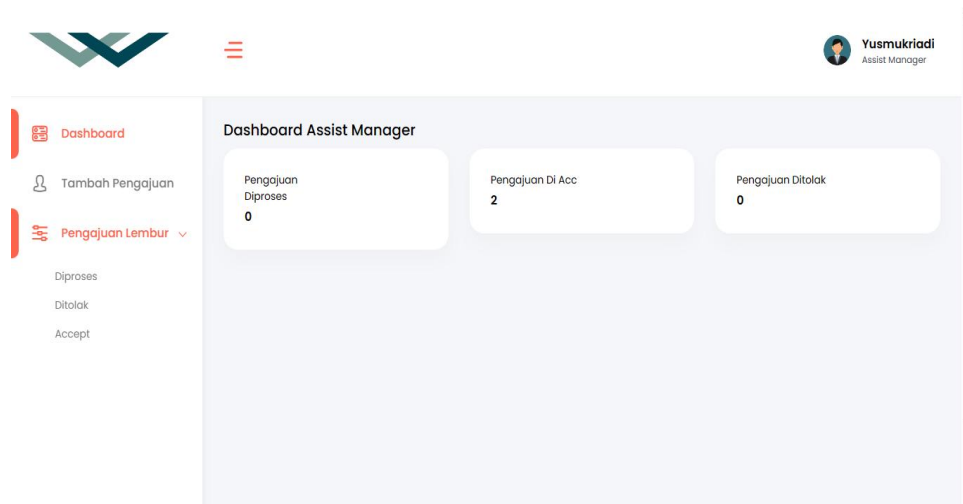 Yusmukriadi
Assist Manager
Dashboard
Tambah Pengajuan
Pengajuan Lembur
Diproses
Ditolak
Accept
Dashboard Assist Manager
Pengajuan
Diproses
0
Pengajuan Di Acc
2
Pengajuan Ditolak
0